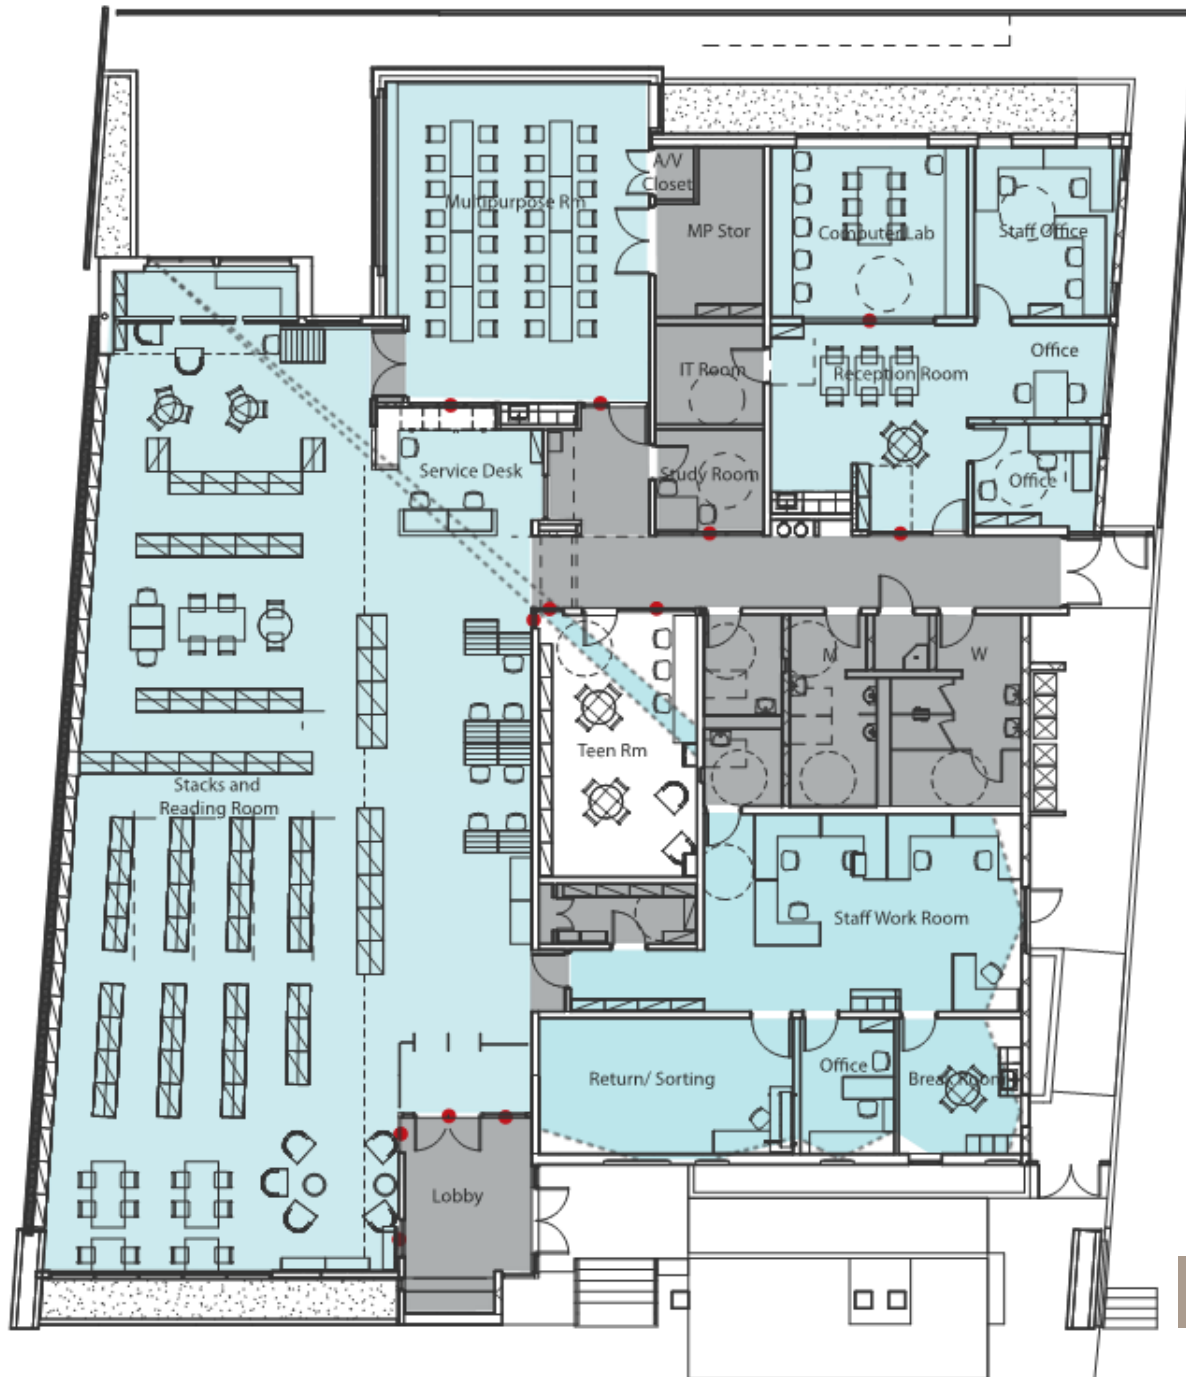 A/V
Closet
Multipurpose Rm
MP Stor
Computer Lab
Staff Office
IT Room
Reception Room
Office
Service Desk
Study Room
Office
M
W
Teen Rm
Stacks and
Reading Room
Staff Work Room
Return/ Sorting
Office
Break Room
Lobby